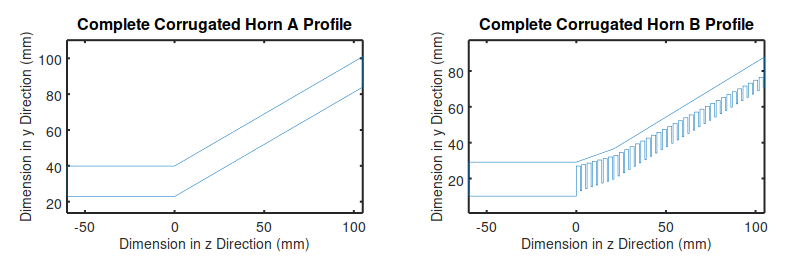 Complete Corrugated Horn A Profile
Dimension in y Direction (mm)
100
80
60
40
20
-50
0
50
100
Dimension in z Direction (mm)
Complete Corrugated Horn B Profile
Dimension in y Direction (mm)
80
60
40
20
-50
0
50
100
Dimension in z Direction (mm)